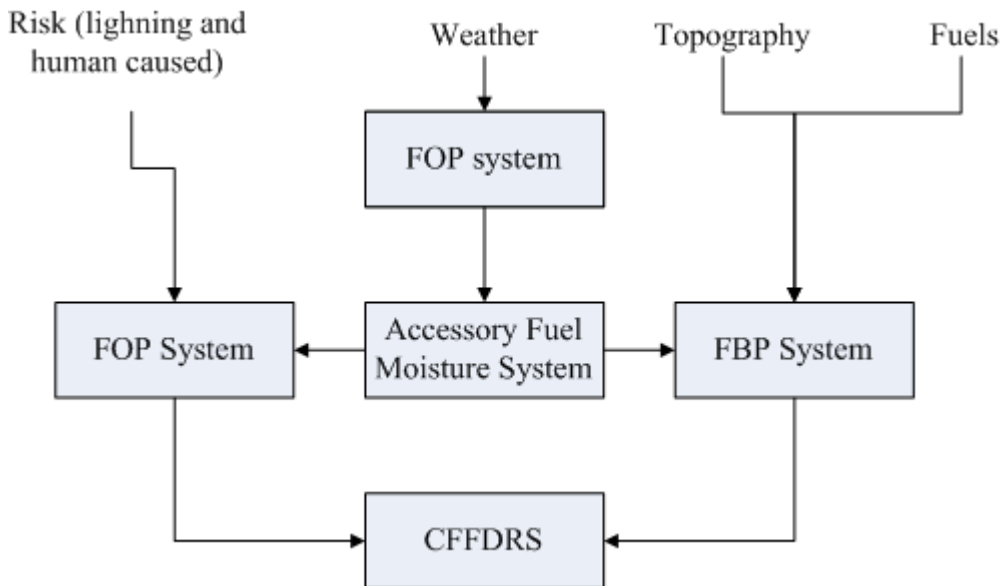 Risk (lighning and
human caused)
Weather
Topography
Fuels
FOP system
FOP System
Accessory Fuel
Moisture System
FBP System
CFFDRS